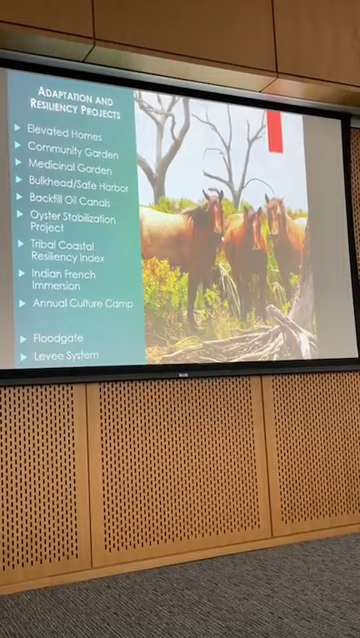 Adaptation and
Resiliency Projects
Elevated Homes
Community Garden
Medicinal Garden
Bulkhead/Safe Harbor
Backfill Oil Canals
Oyster Stabilization
Project
Tribal Coastal
Resiliency Index
Indian French
Immersion
Annual Culture Camp
Floodgate
Levee System